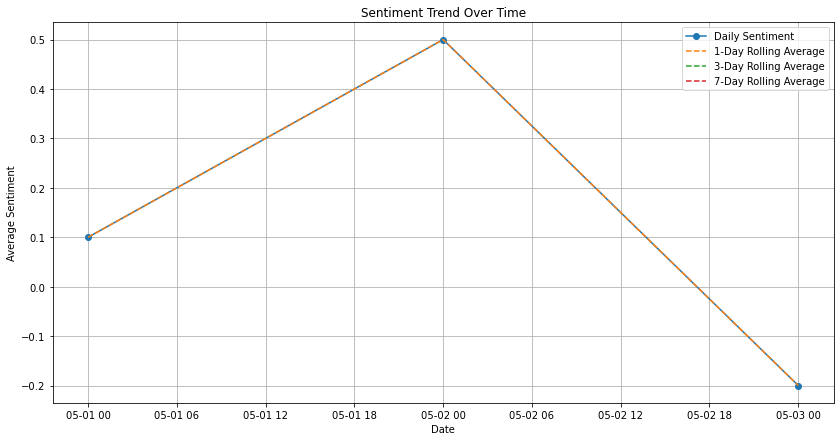 Sentiment Trend Over Time
Daily Sentiment
1-Day Rolling Average
3-Day Rolling Average
7-Day Rolling Average
Average Sentiment
0.5
0.4
0.3
0.2
0.1
0.0
−0.1
−0.2
05-01 00 05-01 06 05-01 12 05-01 18 05-02 00 05-02 06 05-02 12 05-02 18 05-03 00
Date